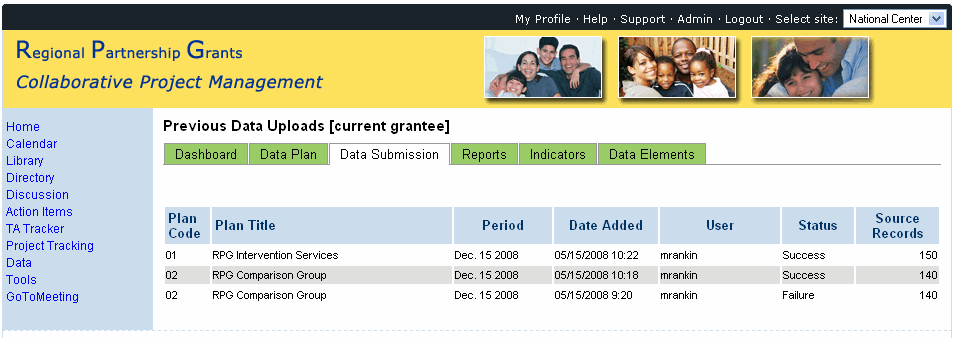 My Profile · Help · Support · Admin · Logout · Select site: National Center
Regional Partnership Grants
Collaborative Project Management
Home
Calendar
Library
Directory
Discussion
Action Items
TA Tracker
Project Tracking
Data
Tools
GoToMeeting
Previous Data Uploads [current grantee]
Dashboard Data Plan Data Submission Reports Indicators Data Elements
Plan Code Plan Title Period Date Added User Status Source Records
01 RPG Intervention Services Dec. 15 2008 05/15/2008 10:22 mrankin Success 150
02 RPG Comparison Group Dec. 15 2008 05/15/2008 10:18 mrankin Success 140
02 RPG Comparison Group Dec. 15 2008 05/15/2008 9:20 mrankin Failure 140